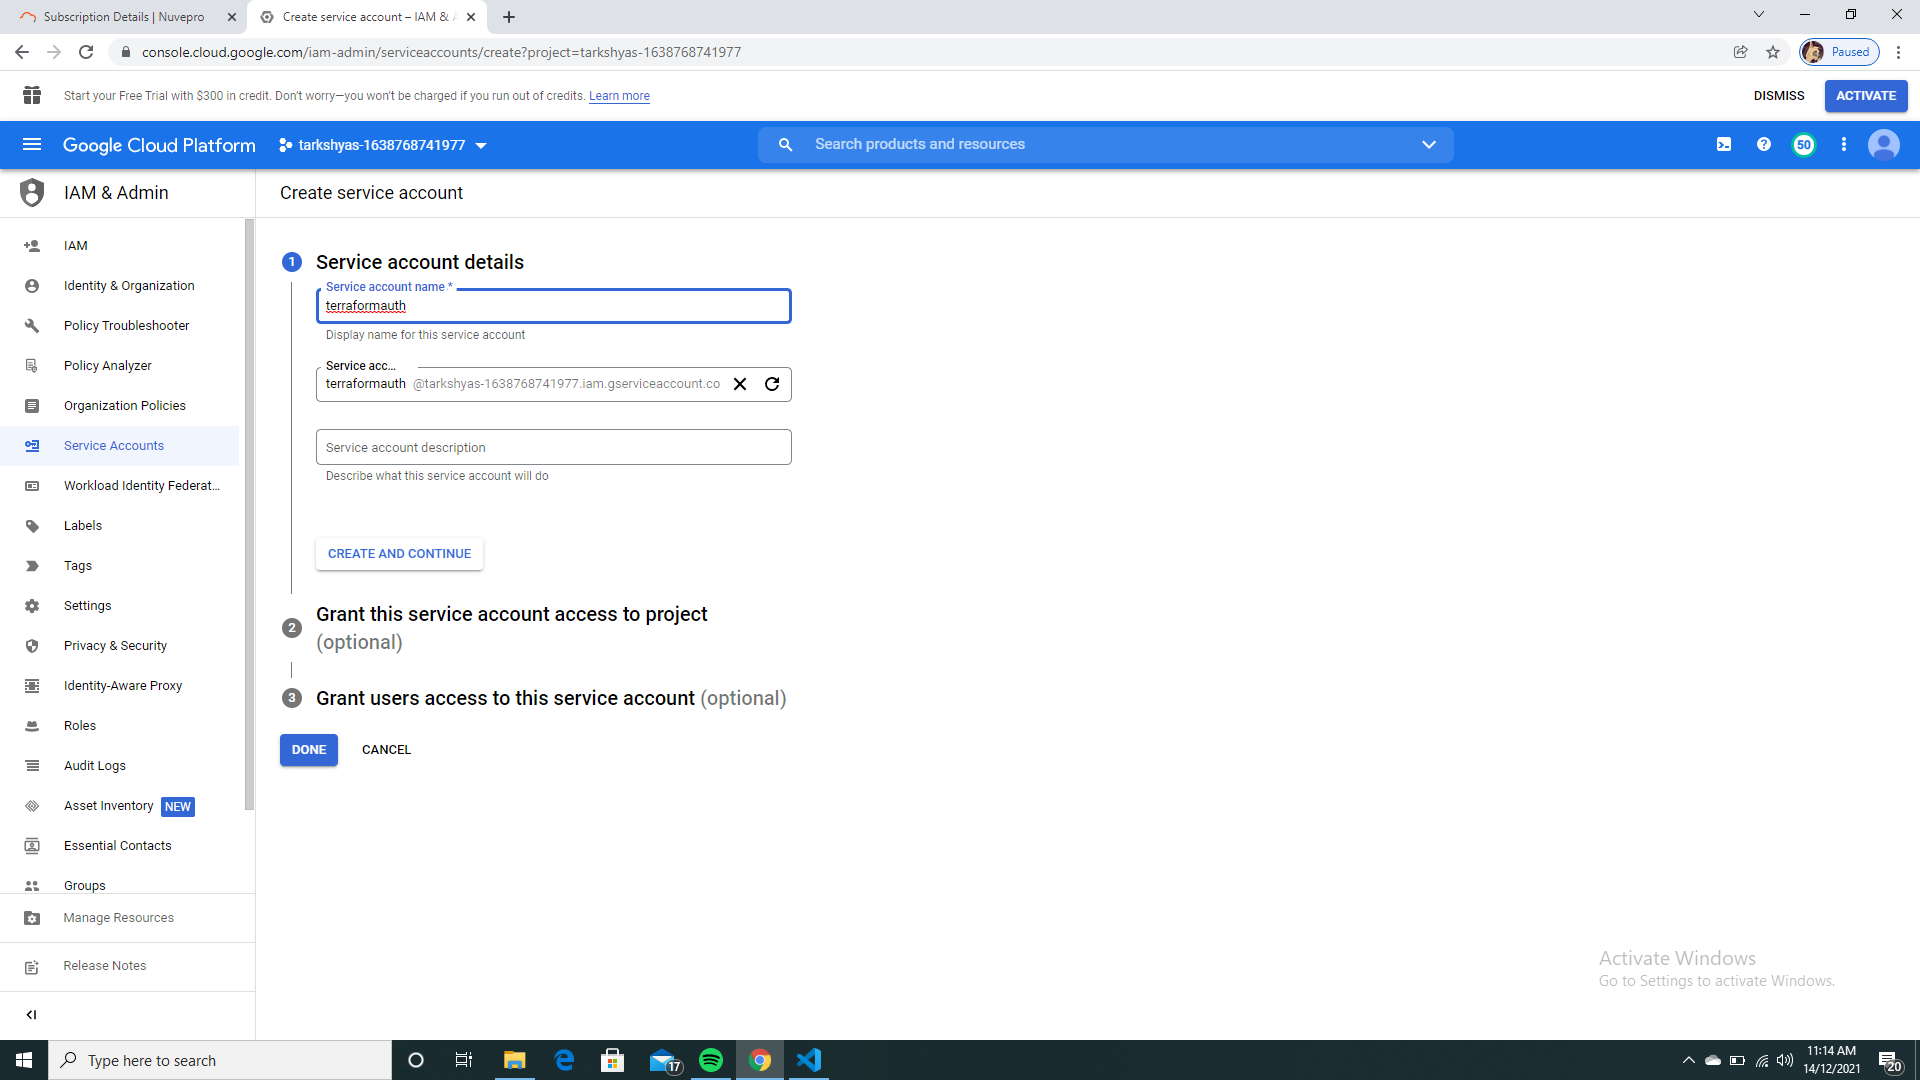 Subscription Details | Nuvepro
Create service account – IAM & A
console.cloud.google.com/iam-admin/serviceaccounts/create?project=tarkshyas-1638768741977
Paused
Start your Free Trial with $300 in credit. Don't worry—you won't be charged if you run out of credits. Learn more
DISMISS
ACTIVATE
Google Cloud Platform
tarkshyas-1638768741977
Search products and resources
50
IAM & Admin
Create service account
IAM
Identity & Organization
Policy Troubleshooter
Policy Analyzer
Organization Policies
Service Accounts
Workload Identity Federat...
Labels
Tags
Settings
Privacy & Security
Identity-Aware Proxy
Roles
Audit Logs
Asset Inventory NEW
Essential Contacts
Groups
Manage Resources
Release Notes
1 Service account details
Service account name *
terraformauth
Display name for this service account
Service acc...
terraformauth @tarkshyas-1638768741977.iam.gserviceaccount.co
Service account description
Describe what this service account will do
CREATE AND CONTINUE
2 Grant this service account access to project
(optional)
3 Grant users access to this service account (optional)
DONE
CANCEL
Activate Windows
Go to Settings to activate Windows.
Type here to search
17
11:14 AM
14/12/2021
20